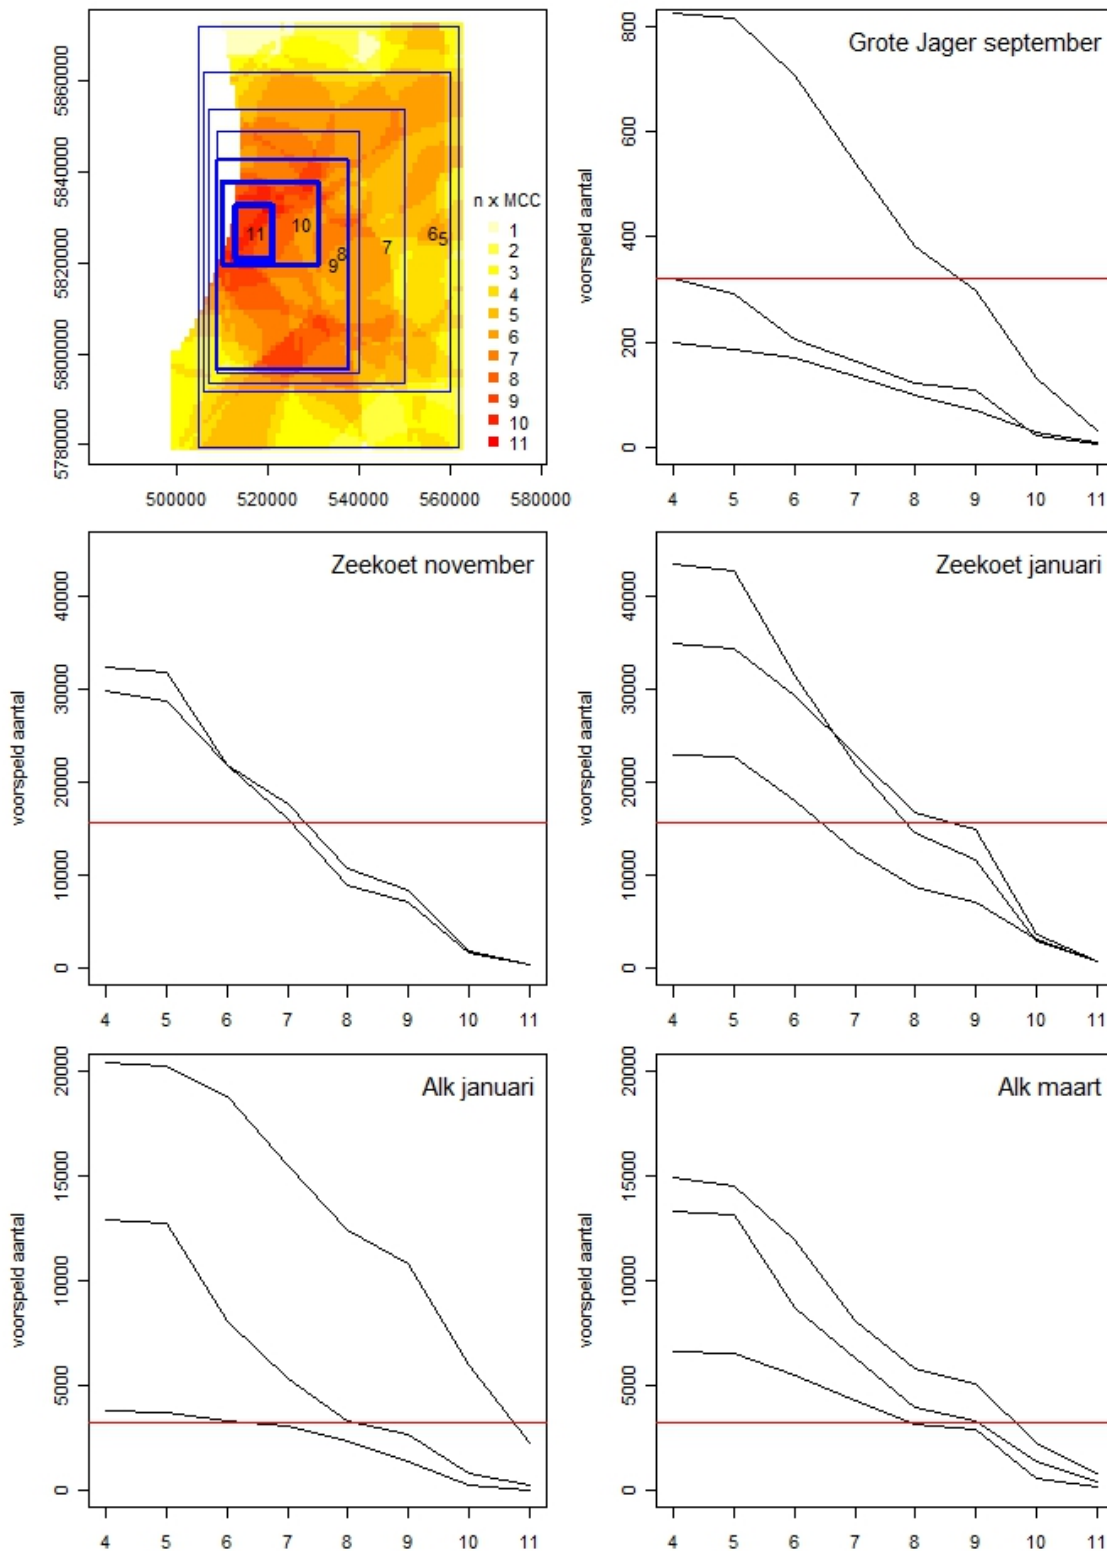 5780000 5800000 5820000 5840000 5860000
500000 520000 540000 560000 580000
11
10
9
8
7
6
5
n x MCC
1
2
3
4
5
6
7
8
9
10
11
Grote Jager september
voorspeld aantal
0 200 400 600 800
4 5 6 7 8 9 10 11
Zeekoet november
voorspeld aantal
0 10000 20000 30000 40000
4 5 6 7 8 9 10 11
Zeekoet januari
voorspeld aantal
0 10000 20000 30000 40000
4 5 6 7 8 9 10 11
Alk januari
voorspeld aantal
0 5000 10000 15000 20000
4 5 6 7 8 9 10 11
Alk maart
voorspeld aantal
0 5000 10000 15000 20000
4 5 6 7 8 9 10 11